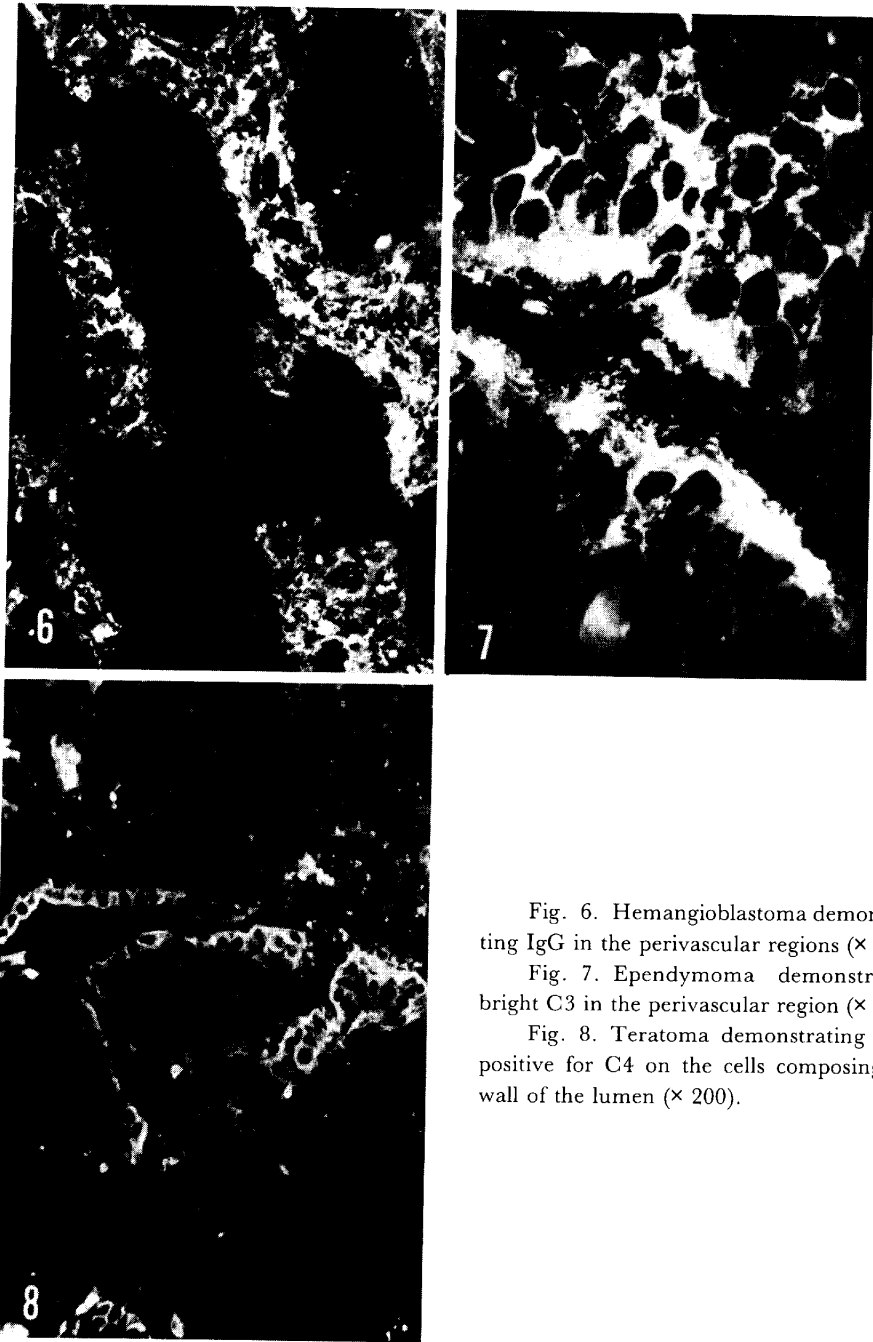 6
7
8
Fig. 6. Hemangioblastoma demon
ting IgG in the perivascular regions (×
Fig. 7. Ependymoma demonstr
bright C3 in the perivascular region (×
Fig. 8. Teratoma demonstrating
positive for C4 on the cells composing
wall of the lumen (× 200).